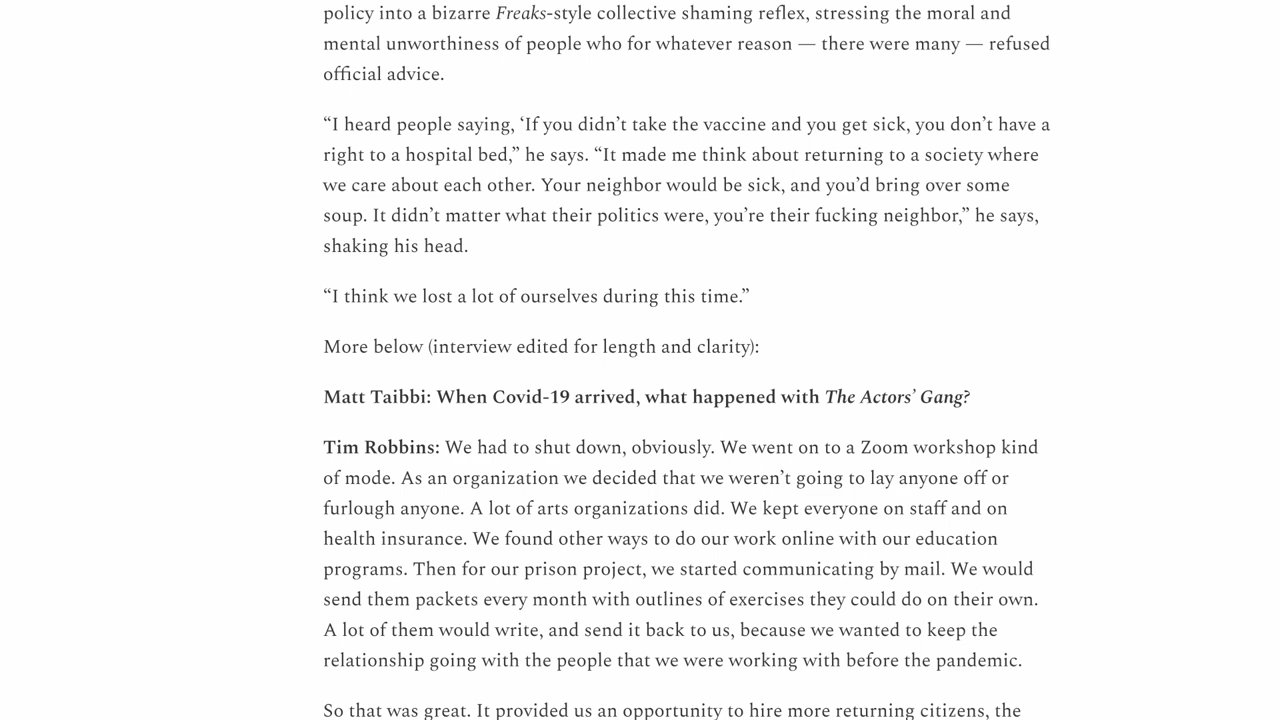 policy into a bizarre Freaks-style collective shaming reflex, stressing the moral and
mental unworthiness of people who for whatever reason — there were many — refused
official advice.
“I heard people saying, ‘If you didn’t take the vaccine and you get sick, you don’t have a
right to a hospital bed,” he says. “It made me think about returning to a society where
we care about each other. Your neighbor would be sick, and you’d bring over some
soup. It didn’t matter what their politics were, you’re their fucking neighbor,” he says,
shaking his head.
“I think we lost a lot of ourselves during this time.”
More below (interview edited for length and clarity):
Matt Taibbi: When Covid-19 arrived, what happened with The Actors’ Gang?
Tim Robbins: We had to shut down, obviously. We went on to a Zoom workshop kind
of mode. As an organization we decided that we weren’t going to lay anyone off or
furlough anyone. A lot of arts organizations did. We kept everyone on staff and on
health insurance. We found other ways to do our work online with our education
programs. Then for our prison project, we started communicating by mail. We would
send them packets every month with outlines of exercises they could do on their own.
A lot of them would write, and send it back to us, because we wanted to keep the
relationship going with the people that we were working with before the pandemic.
So that was great. It provided us an opportunity to hire more returning citizens, the